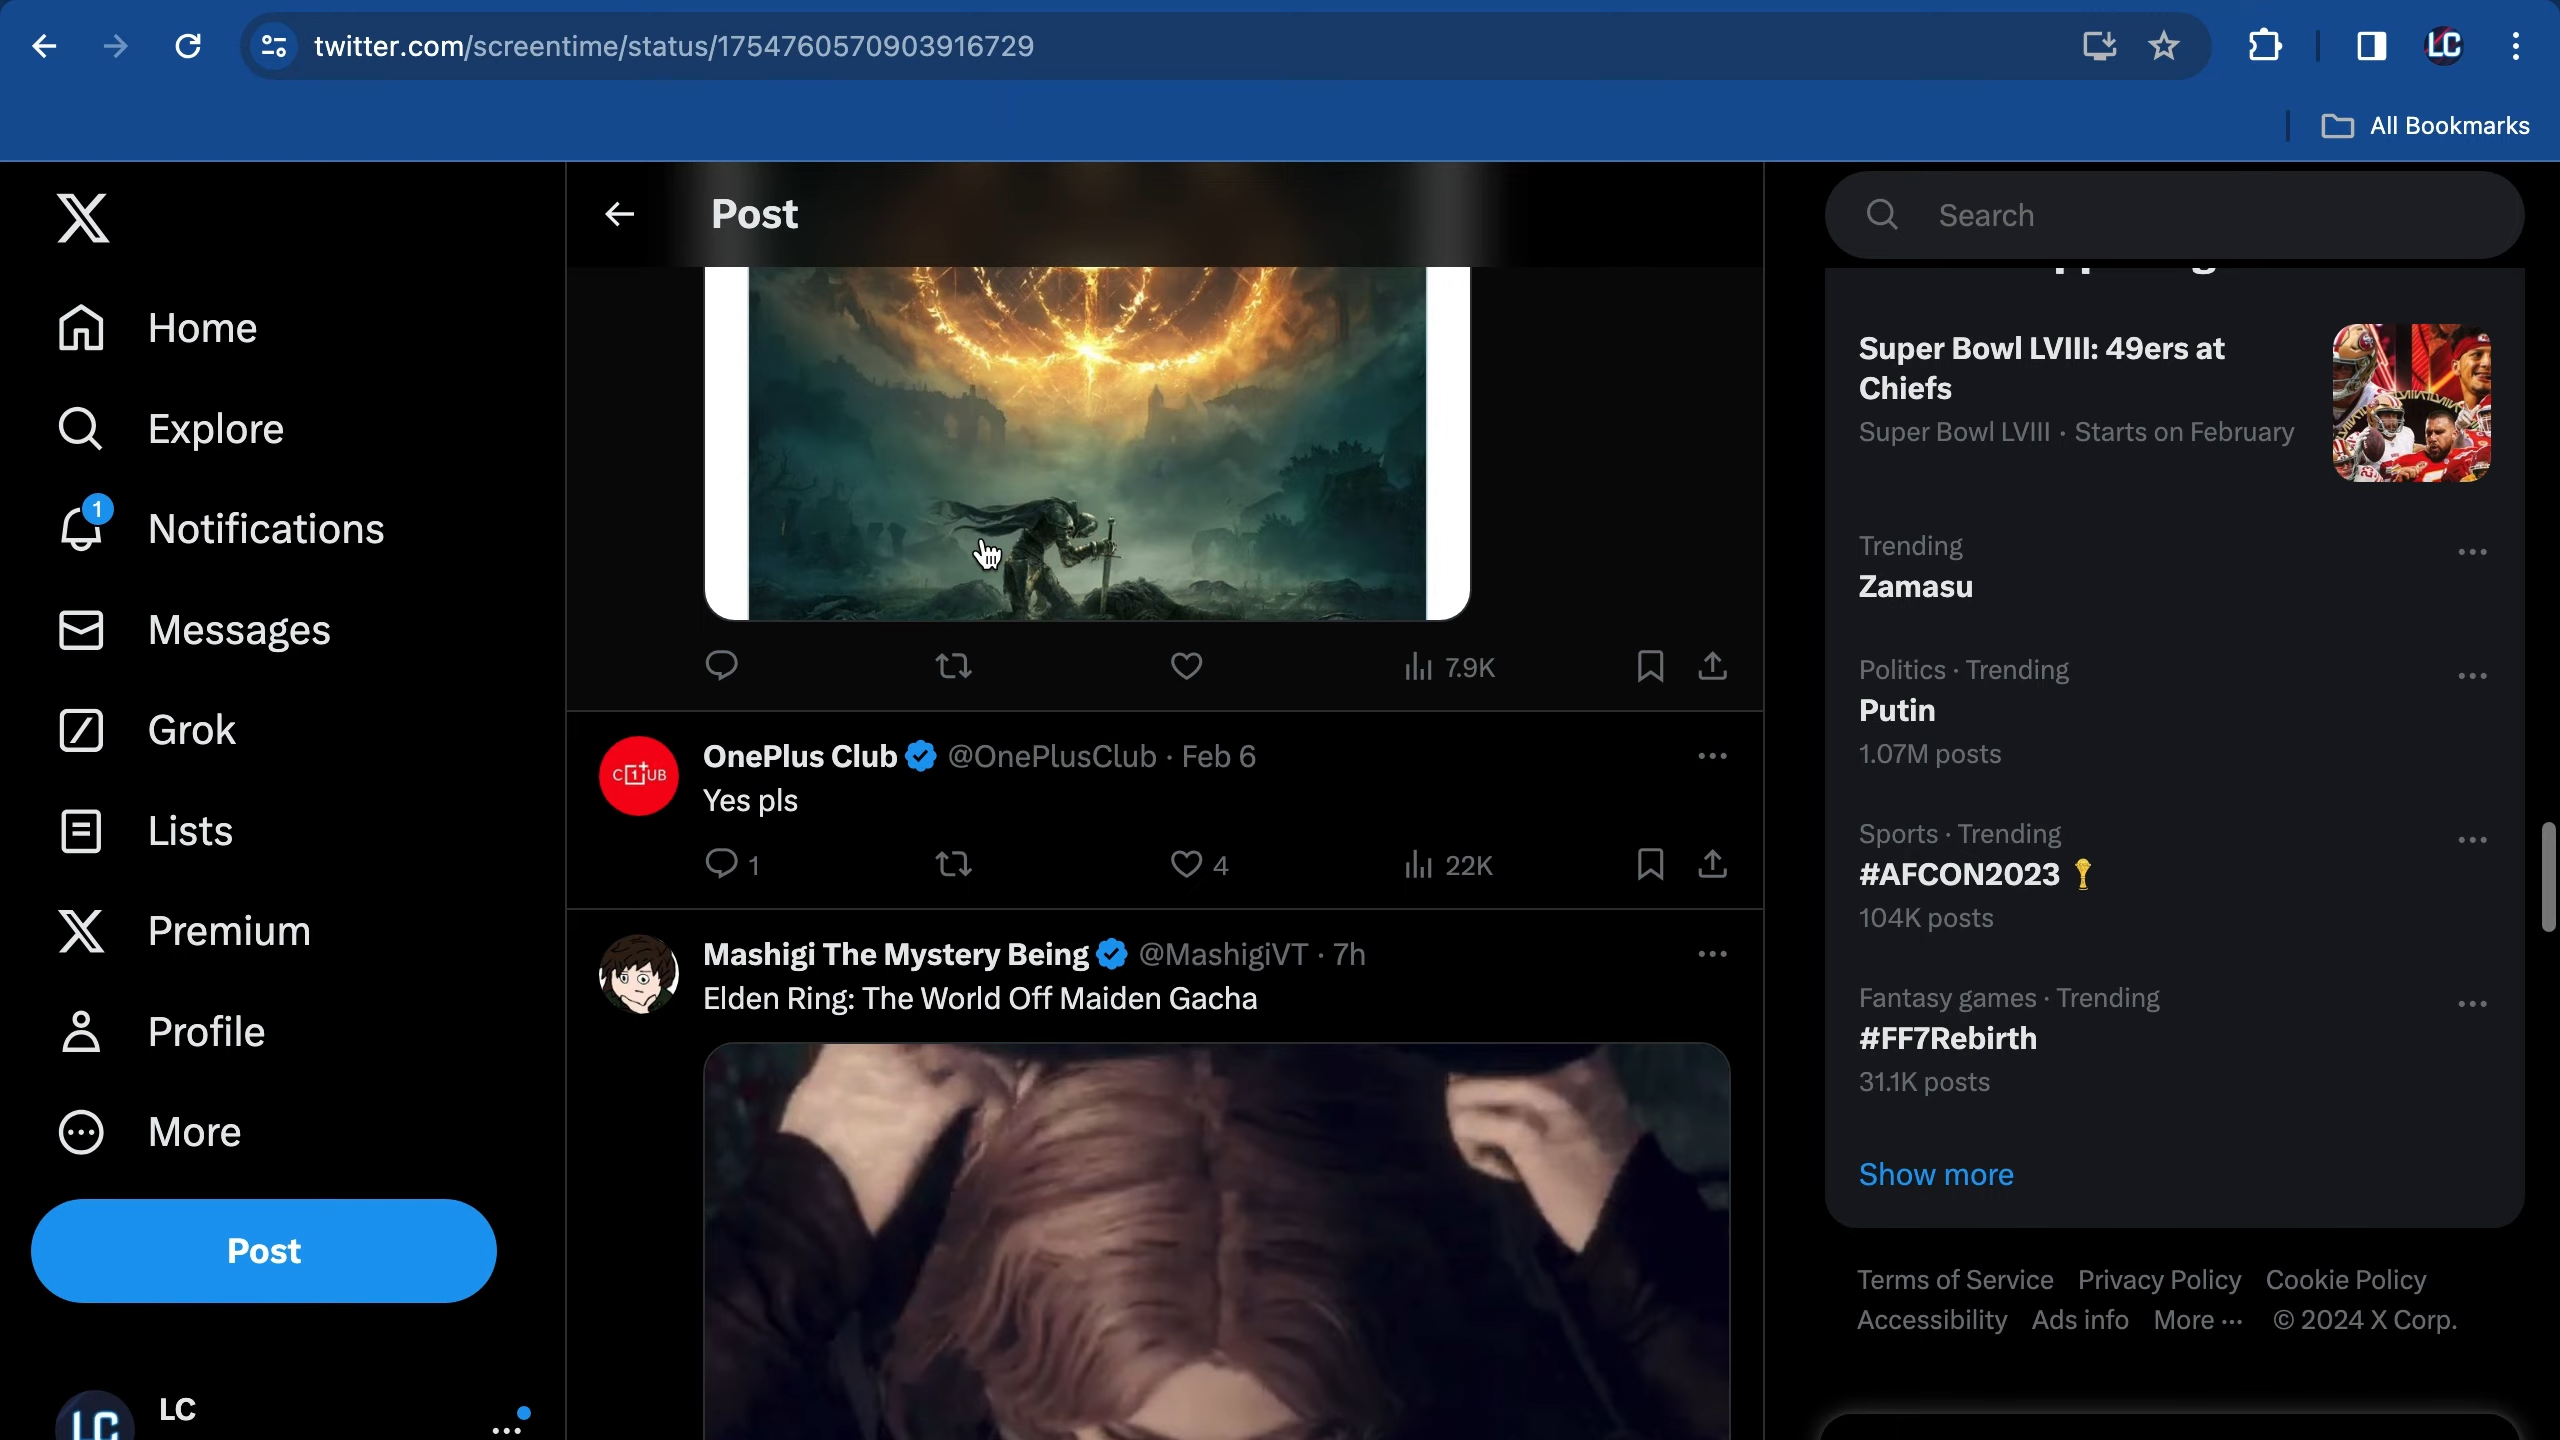 twitter.com/screentime/status/1754760570903916729
LC
All Bookmarks
Home
Explore
1
Notifications
Messages
Grok
Lists
Premium
Profile
More
Post
LC
LC
Post
7.9K
C1+UB
OnePlus Club @OnePlusClub · Feb 6
Yes pls
1 4 22K
Mashigi The Mystery Being @MashigiVT · 7h
Elden Ring: The World Off Maiden Gacha
Search
Super Bowl LVIII: 49ers at
Chiefs
Super Bowl LVIII · Starts on February
Trending
Zamasu
Politics · Trending
Putin
1.07M posts
Sports · Trending
#AFCON2023
104K posts
Fantasy games · Trending
#FF7Rebirth
31.1K posts
Show more
Terms of Service Privacy Policy Cookie Policy
Accessibility Ads info More ··· © 2024 X Corp.